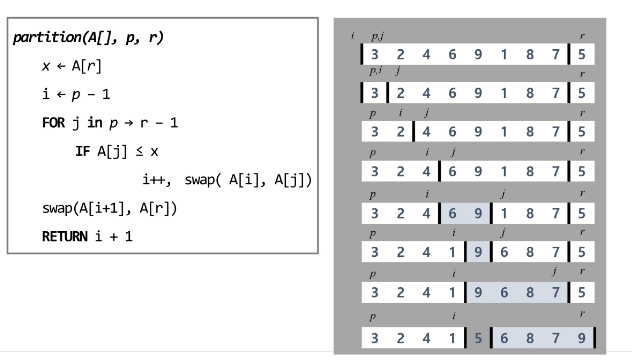 partition(A[], p, r)
x ← A[r]
i ← p – 1
FOR j in p → r – 1
IF A[j] ≤ x
i++, swap( A[i], A[j])
swap(A[i+1], A[r])
RETURN i + 1
i p,j r
3 2 4 6 9 1 8 7 5
p,i j r
3 2 4 6 9 1 8 7 5
p i j r
3 2 4 6 9 1 8 7 5
p i j r
3 2 4 6 9 1 8 7 5
p i j r
3 2 4 6 9 1 8 7 5
p i j r
3 2 4 1 9 6 8 7 5
p i j r
3 2 4 1 9 6 8 7 5
p i r
3 2 4 1 5 6 8 7 9